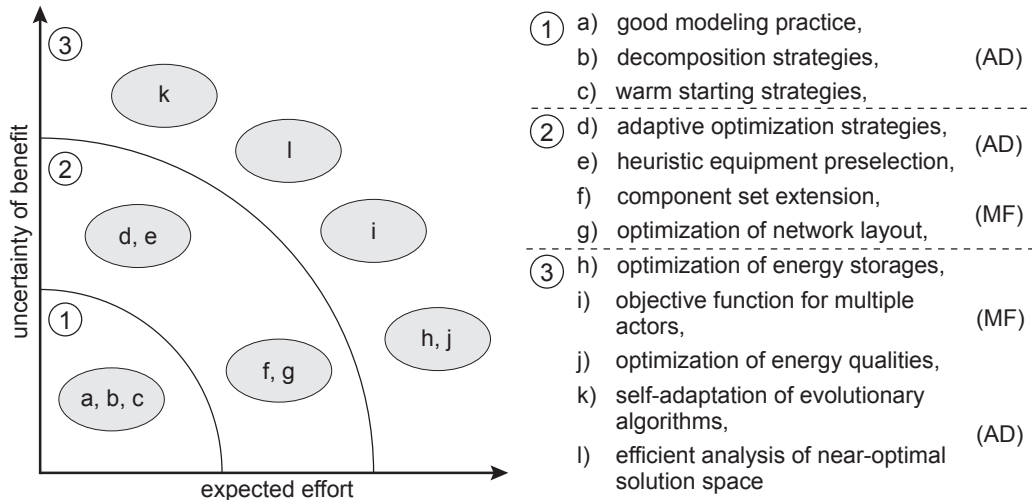 uncertainty of benefit
expected effort
3
k
l
2
d, e
i
1
h, j
f, g
a, b, c
1 a) good modeling practice,
b) decomposition strategies, (AD)
c) warm starting strategies,
2 d) adaptive optimization strategies,
(AD)
e) heuristic equipment preselection,
f) component set extension,
(MF)
g) optimization of network layout,
3 h) optimization of energy storages,
i) objective function for multiple
actors,
(MF)
j) optimization of energy qualities,
k) self-adaptation of evolutionary
algorithms,
(AD)
l) efficient analysis of near-optimal
solution space